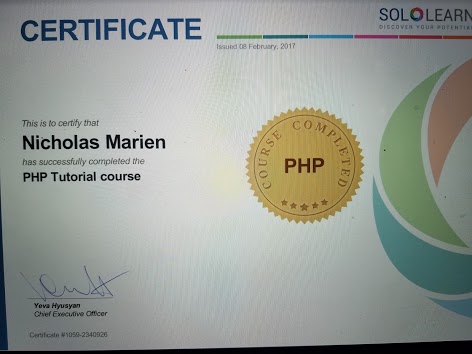 CERTIFICATE
SOLOLEARN
DISCOVER YOUR POTENTIAL
Issued 08 February, 2017
This is to certify that
Nicholas Marien
has successfully completed the
PHP Tutorial course
COURSE COMPLETED
PHP
Yeva Hyusyan
Chief Executive Officer
Certificate #1059-2340926